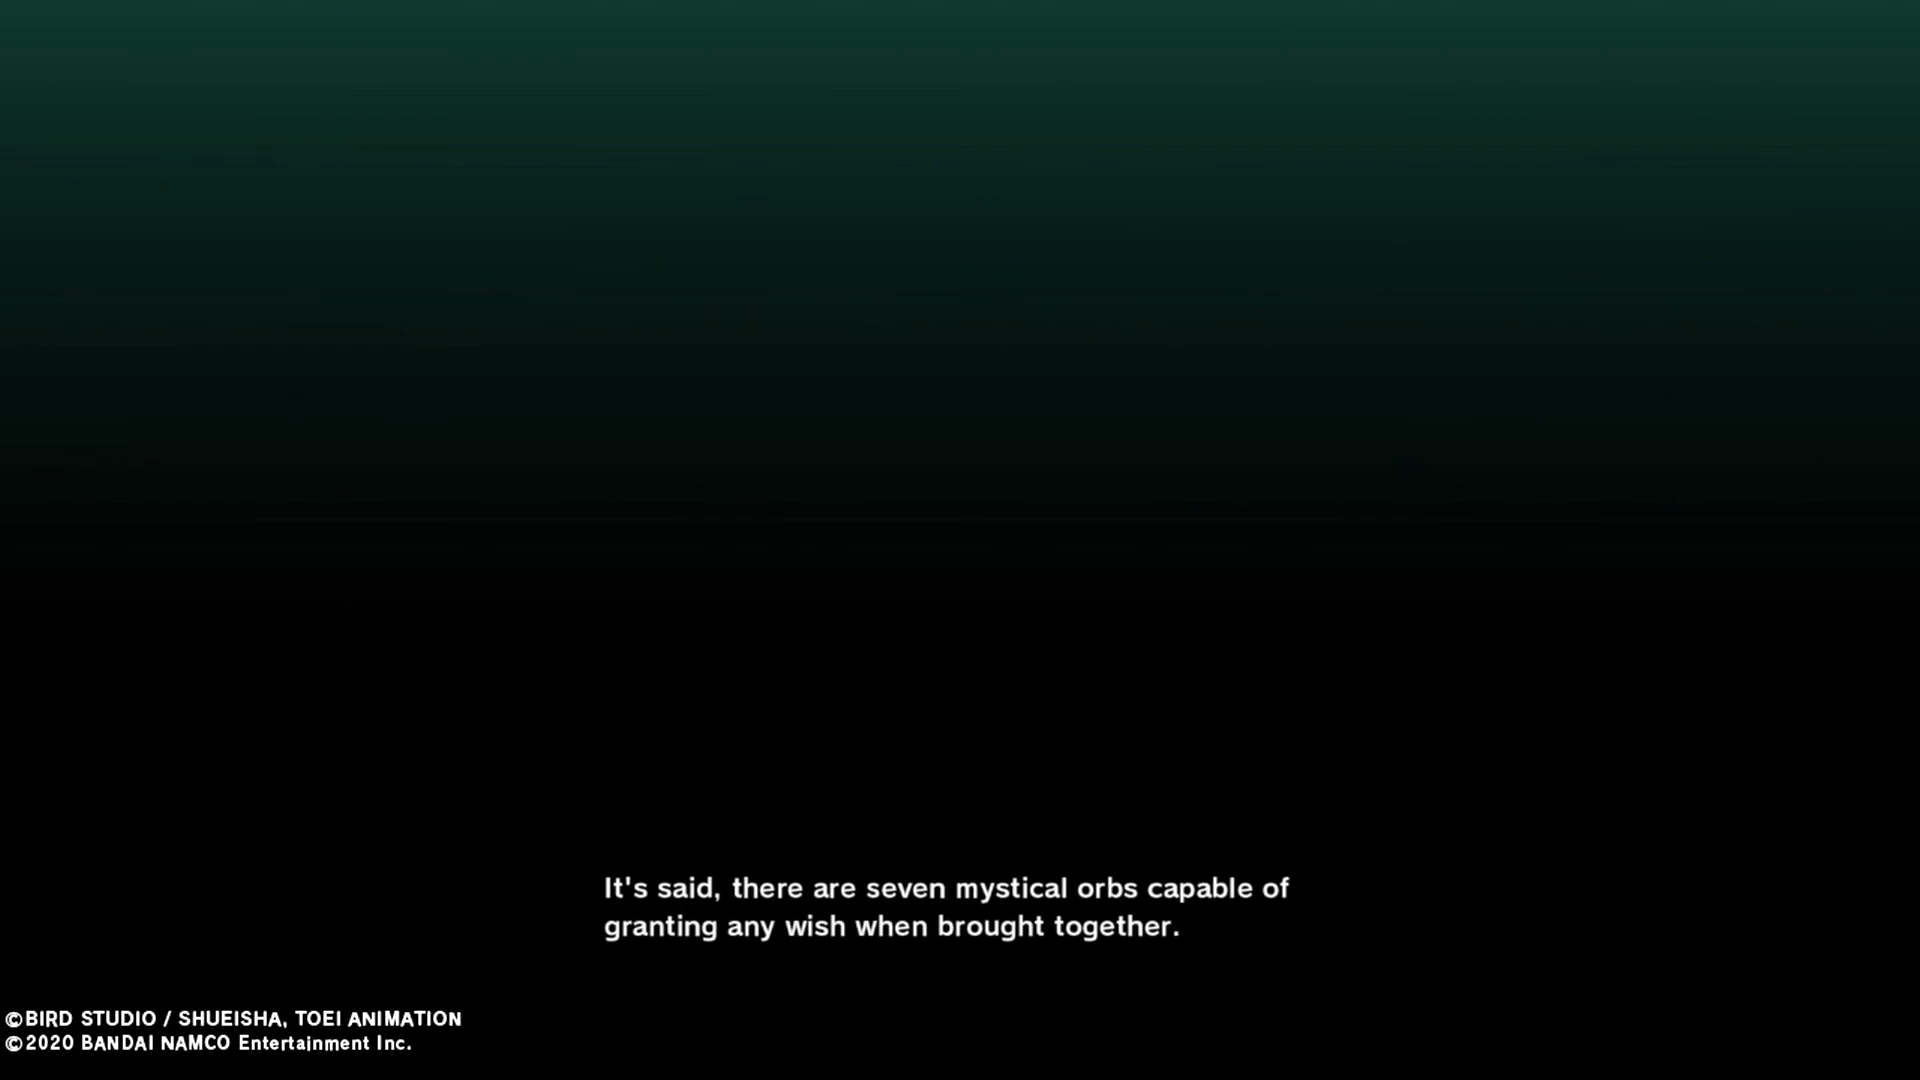 It's said, there are seven mystical orbs capable of
granting any wish when brought together.
©BIRD STUDIO / SHUEISHA, TOEI ANIMATION
©2020 BANDAI NAMCO Entertainment Inc.